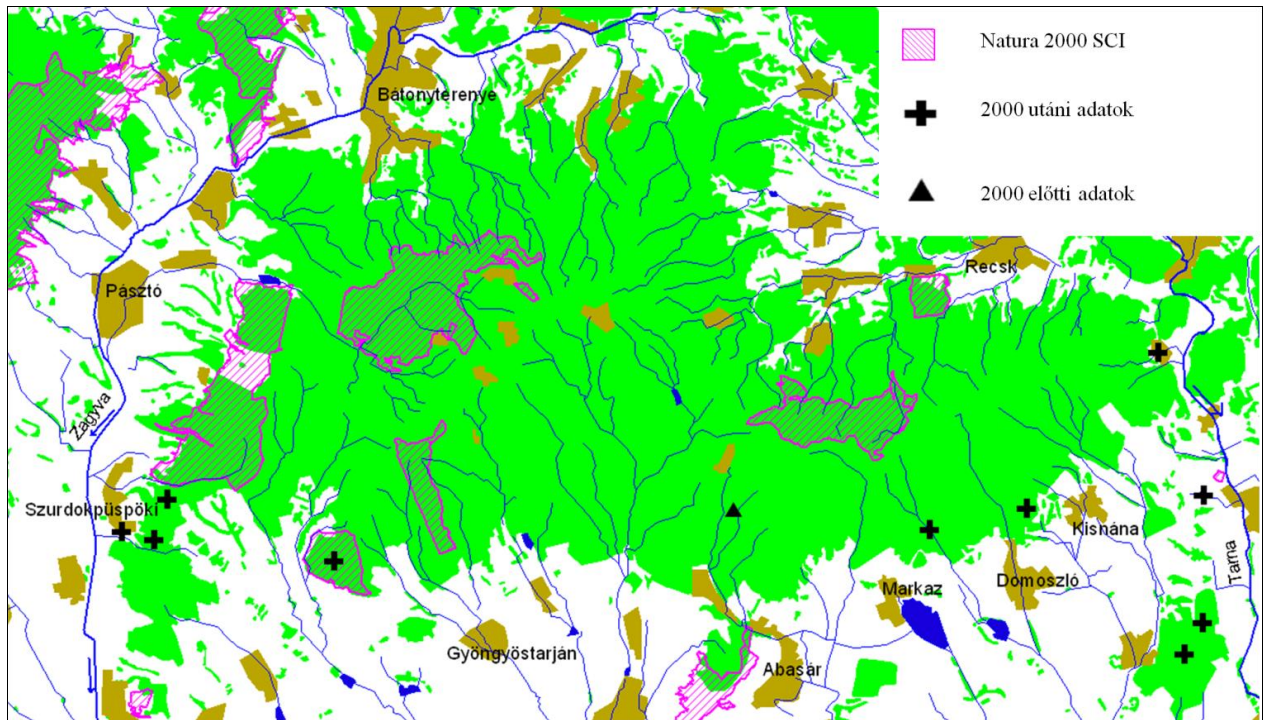 Natura 2000 SCI
2000 utáni adatok
2000 előtti adatok
Bátonyterenye
Recsk
Pásztó
Zagyva
Szurdokpüspöki
Kisnána
Tarna
Domoszló
Markaz
Gyöngyöstarján
Abasár